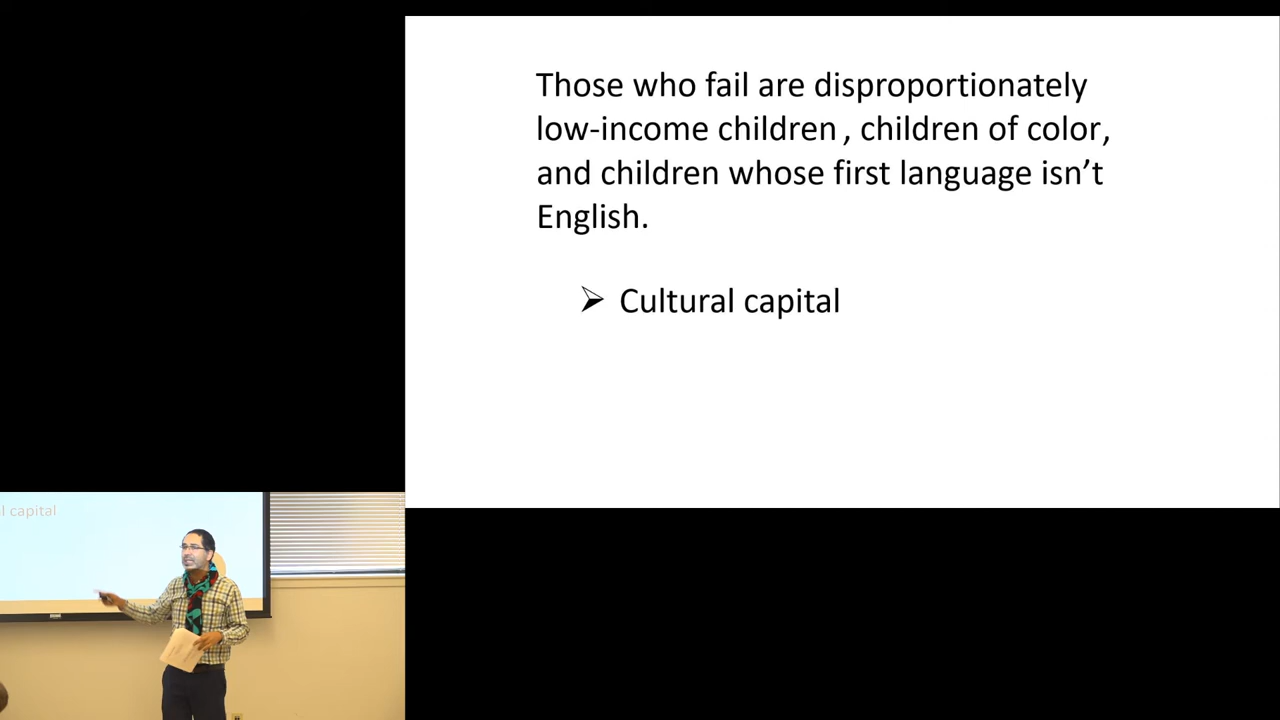 Those who fail are disproportionately
low-income children , children of color,
and children whose first language isn’t
English.
➢ Cultural capital
l capital